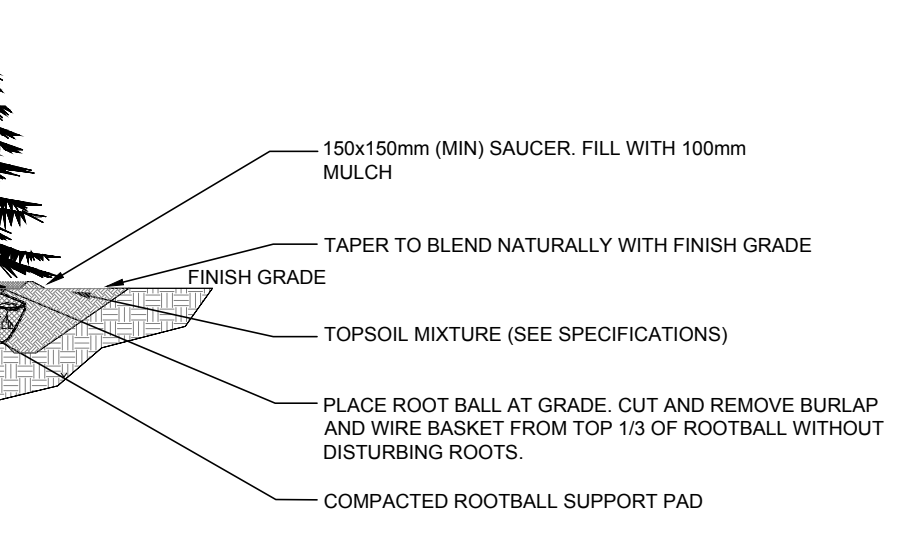 150x150mm (MIN) SAUCER. FILL WITH 100mm
MULCH
TAPER TO BLEND NATURALLY WITH FINISH GRADE
FINISH GRADE
TOPSOIL MIXTURE (SEE SPECIFICATIONS)
PLACE ROOT BALL AT GRADE. CUT AND REMOVE BURLAP
AND WIRE BASKET FROM TOP 1/3 OF ROOTBALL WITHOUT
DISTURBING ROOTS.
COMPACTED ROOTBALL SUPPORT PAD